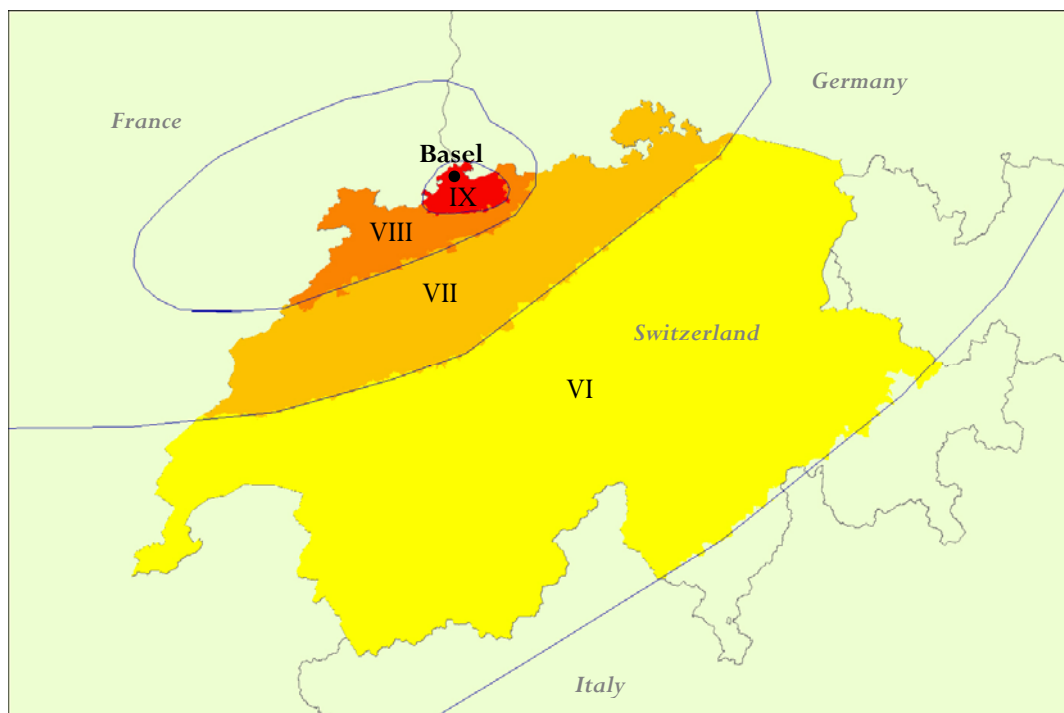 Germany
France
Basel
IX
VIII
VII
Switzerland
VI
Italy